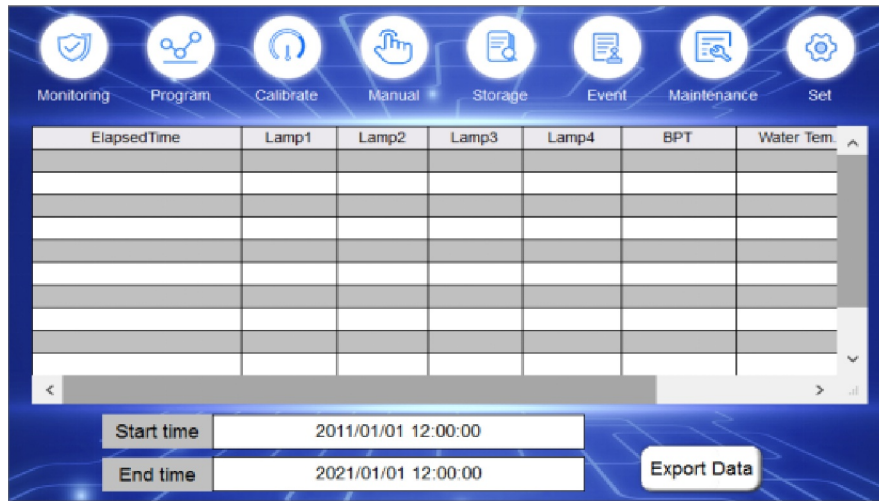 Monitoring Program Calibrate Manual Storage Event Maintenance Set
ElapsedTime Lamp1 Lamp2 Lamp3 Lamp4 BPT Water Tem.
Start time 2011/01/01 12:00:00
End time 2021/01/01 12:00:00
Export Data